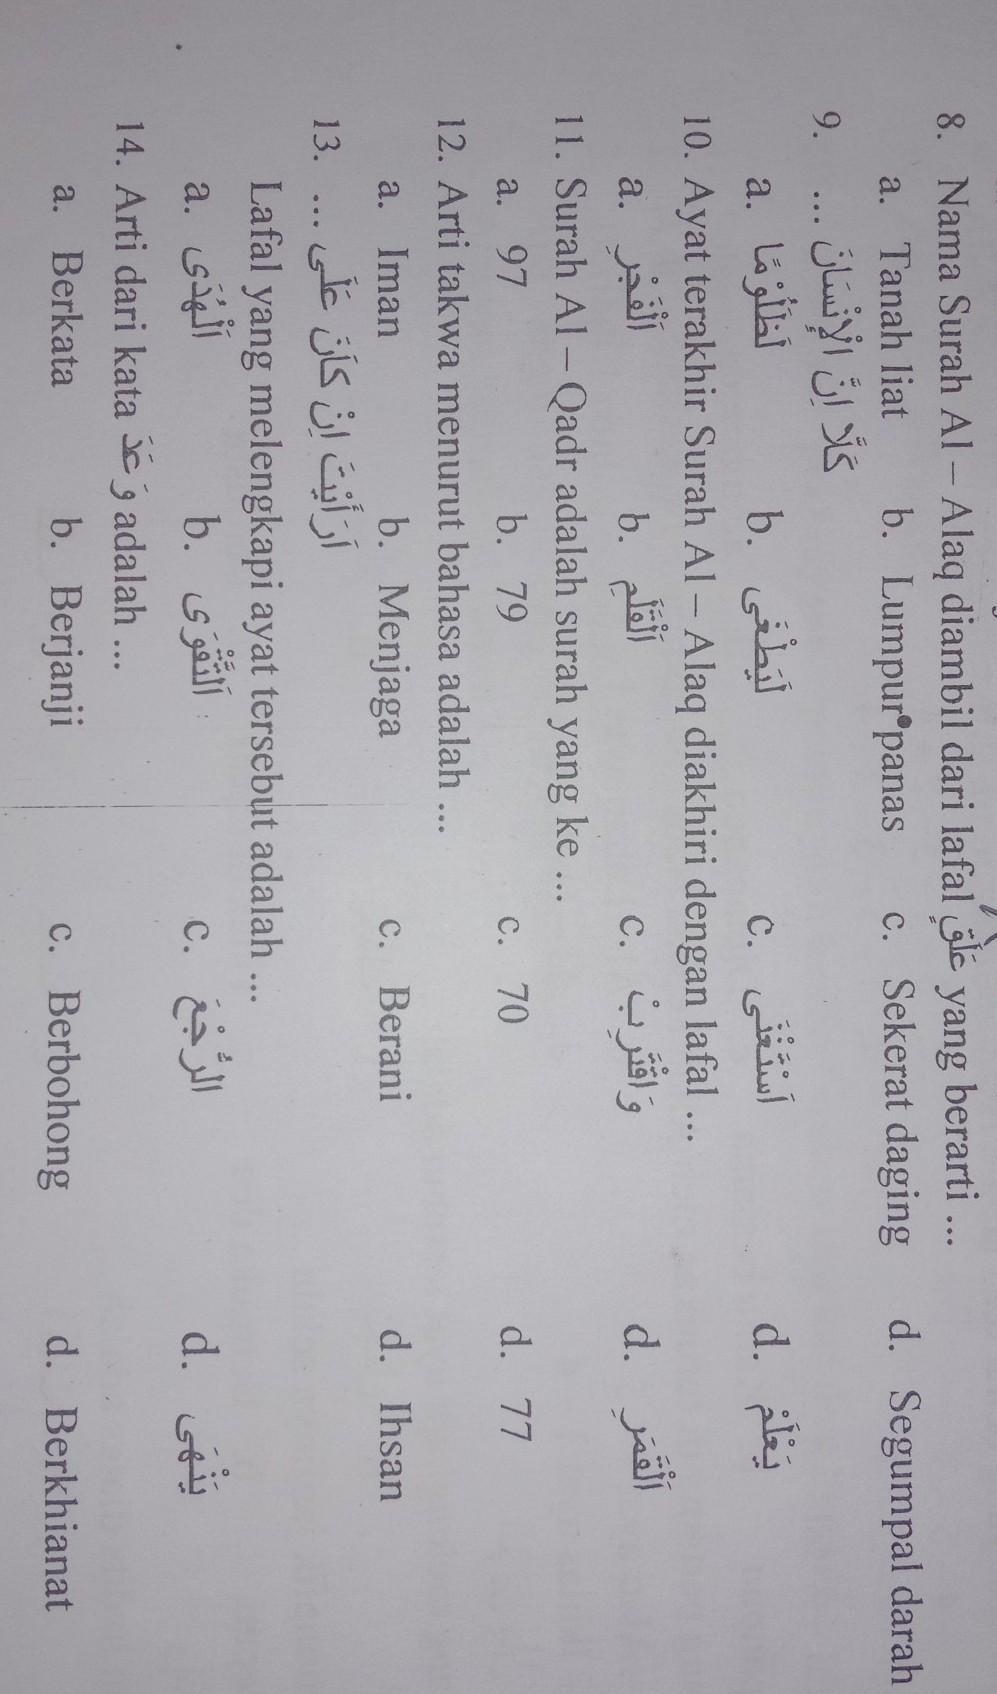 8. Nama Surah Al – Alaq diambil dari lafal عَلَقٍ yang berarti ...
a. Tanah liat b. Lumpur panas c. Sekerat daging d. Segumpal darah
9. ... كَلَّا اِنَّ الْاِنْسَانَ
a. لَظَلُوْمًا b. لَيَطْغٰى c. اَسْتَغْنٰى d. يَعْلَمْ
10. Ayat terakhir Surah Al – Alaq diakhiri dengan lafal ...
a. اَلْفَجْرِ b. اَلْقَلَمِ c. وَاقْتَرِبْ d. اَلْقَمَرِ
11. Surah Al – Qadr adalah surah yang ke ...
a. 97 b. 79 c. 70 d. 77
12. Arti takwa menurut bahasa adalah ...
a. Iman b. Menjaga c. Berani d. Ihsan
13. ... اَرَأَيْتَ اِنْ كَانَ عَلَى
Lafal yang melengkapi ayat tersebut adalah ...
a. اَلْهُدَى b. اَلتَّقْوَى c. الرُّجْعَ d. يَنْهَى
14. Arti dari kata وَعَدَ adalah ...
a. Berkata b. Berjanji c. Berbohong d. Berkhianat